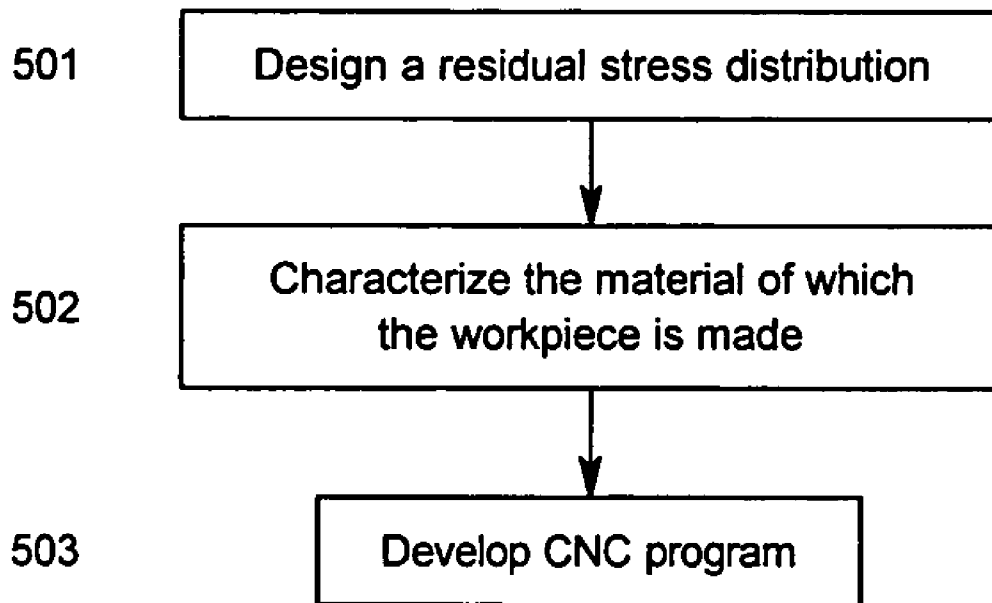 501
Design a residual stress distribution
502
Characterize the material of which
the workpiece is made
503
Develop CNC program